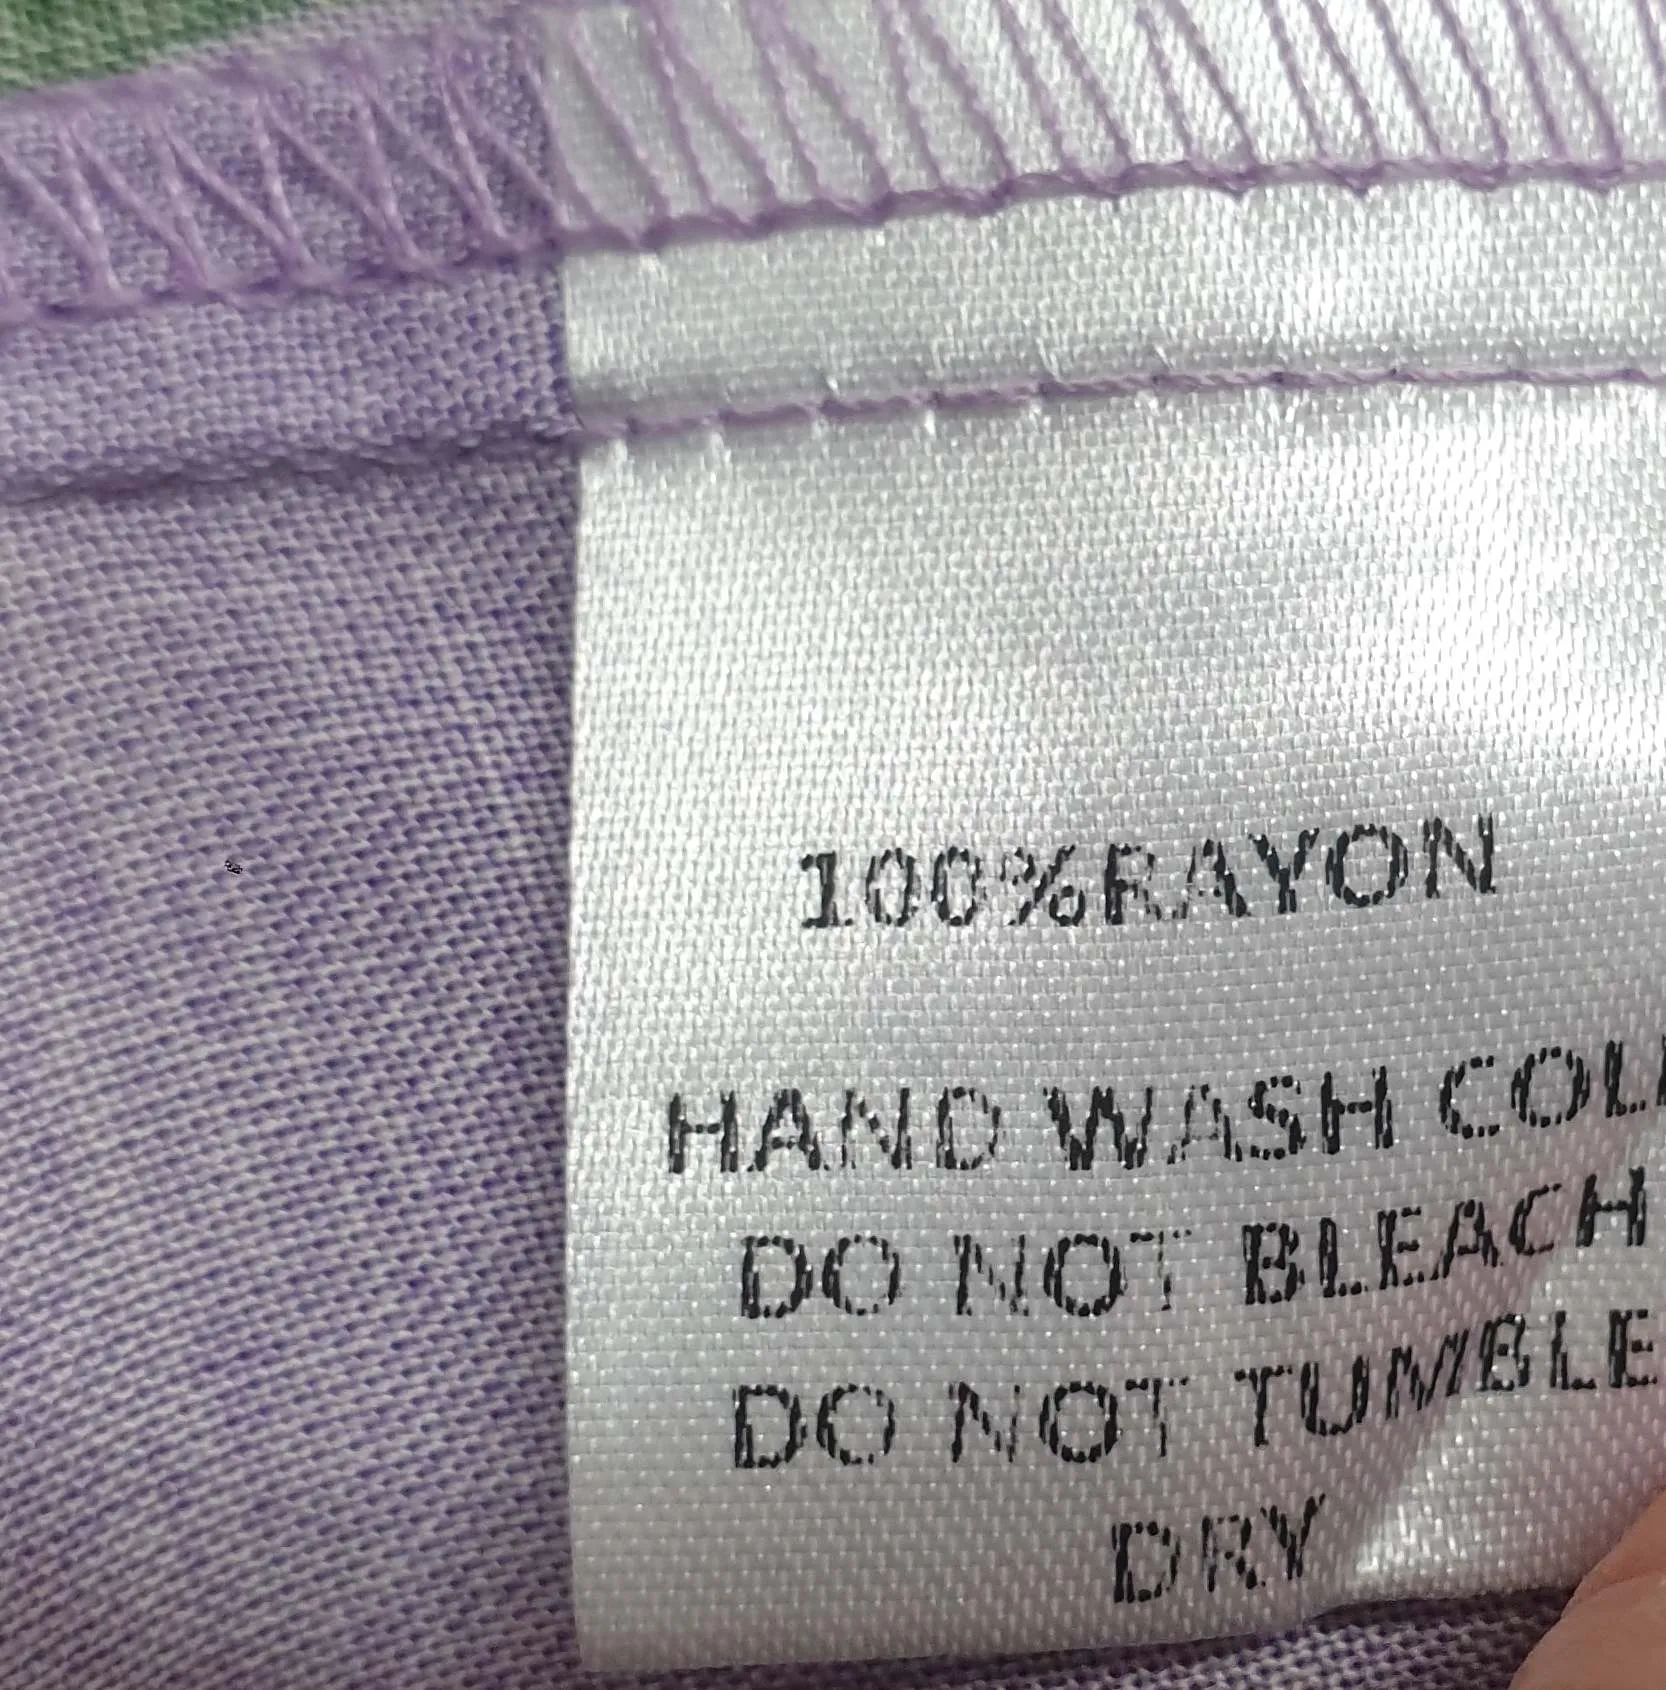 100%RAYON
HAND WASH COL
DO NOT BLEACH
DO NOT TUMBLE
DRY